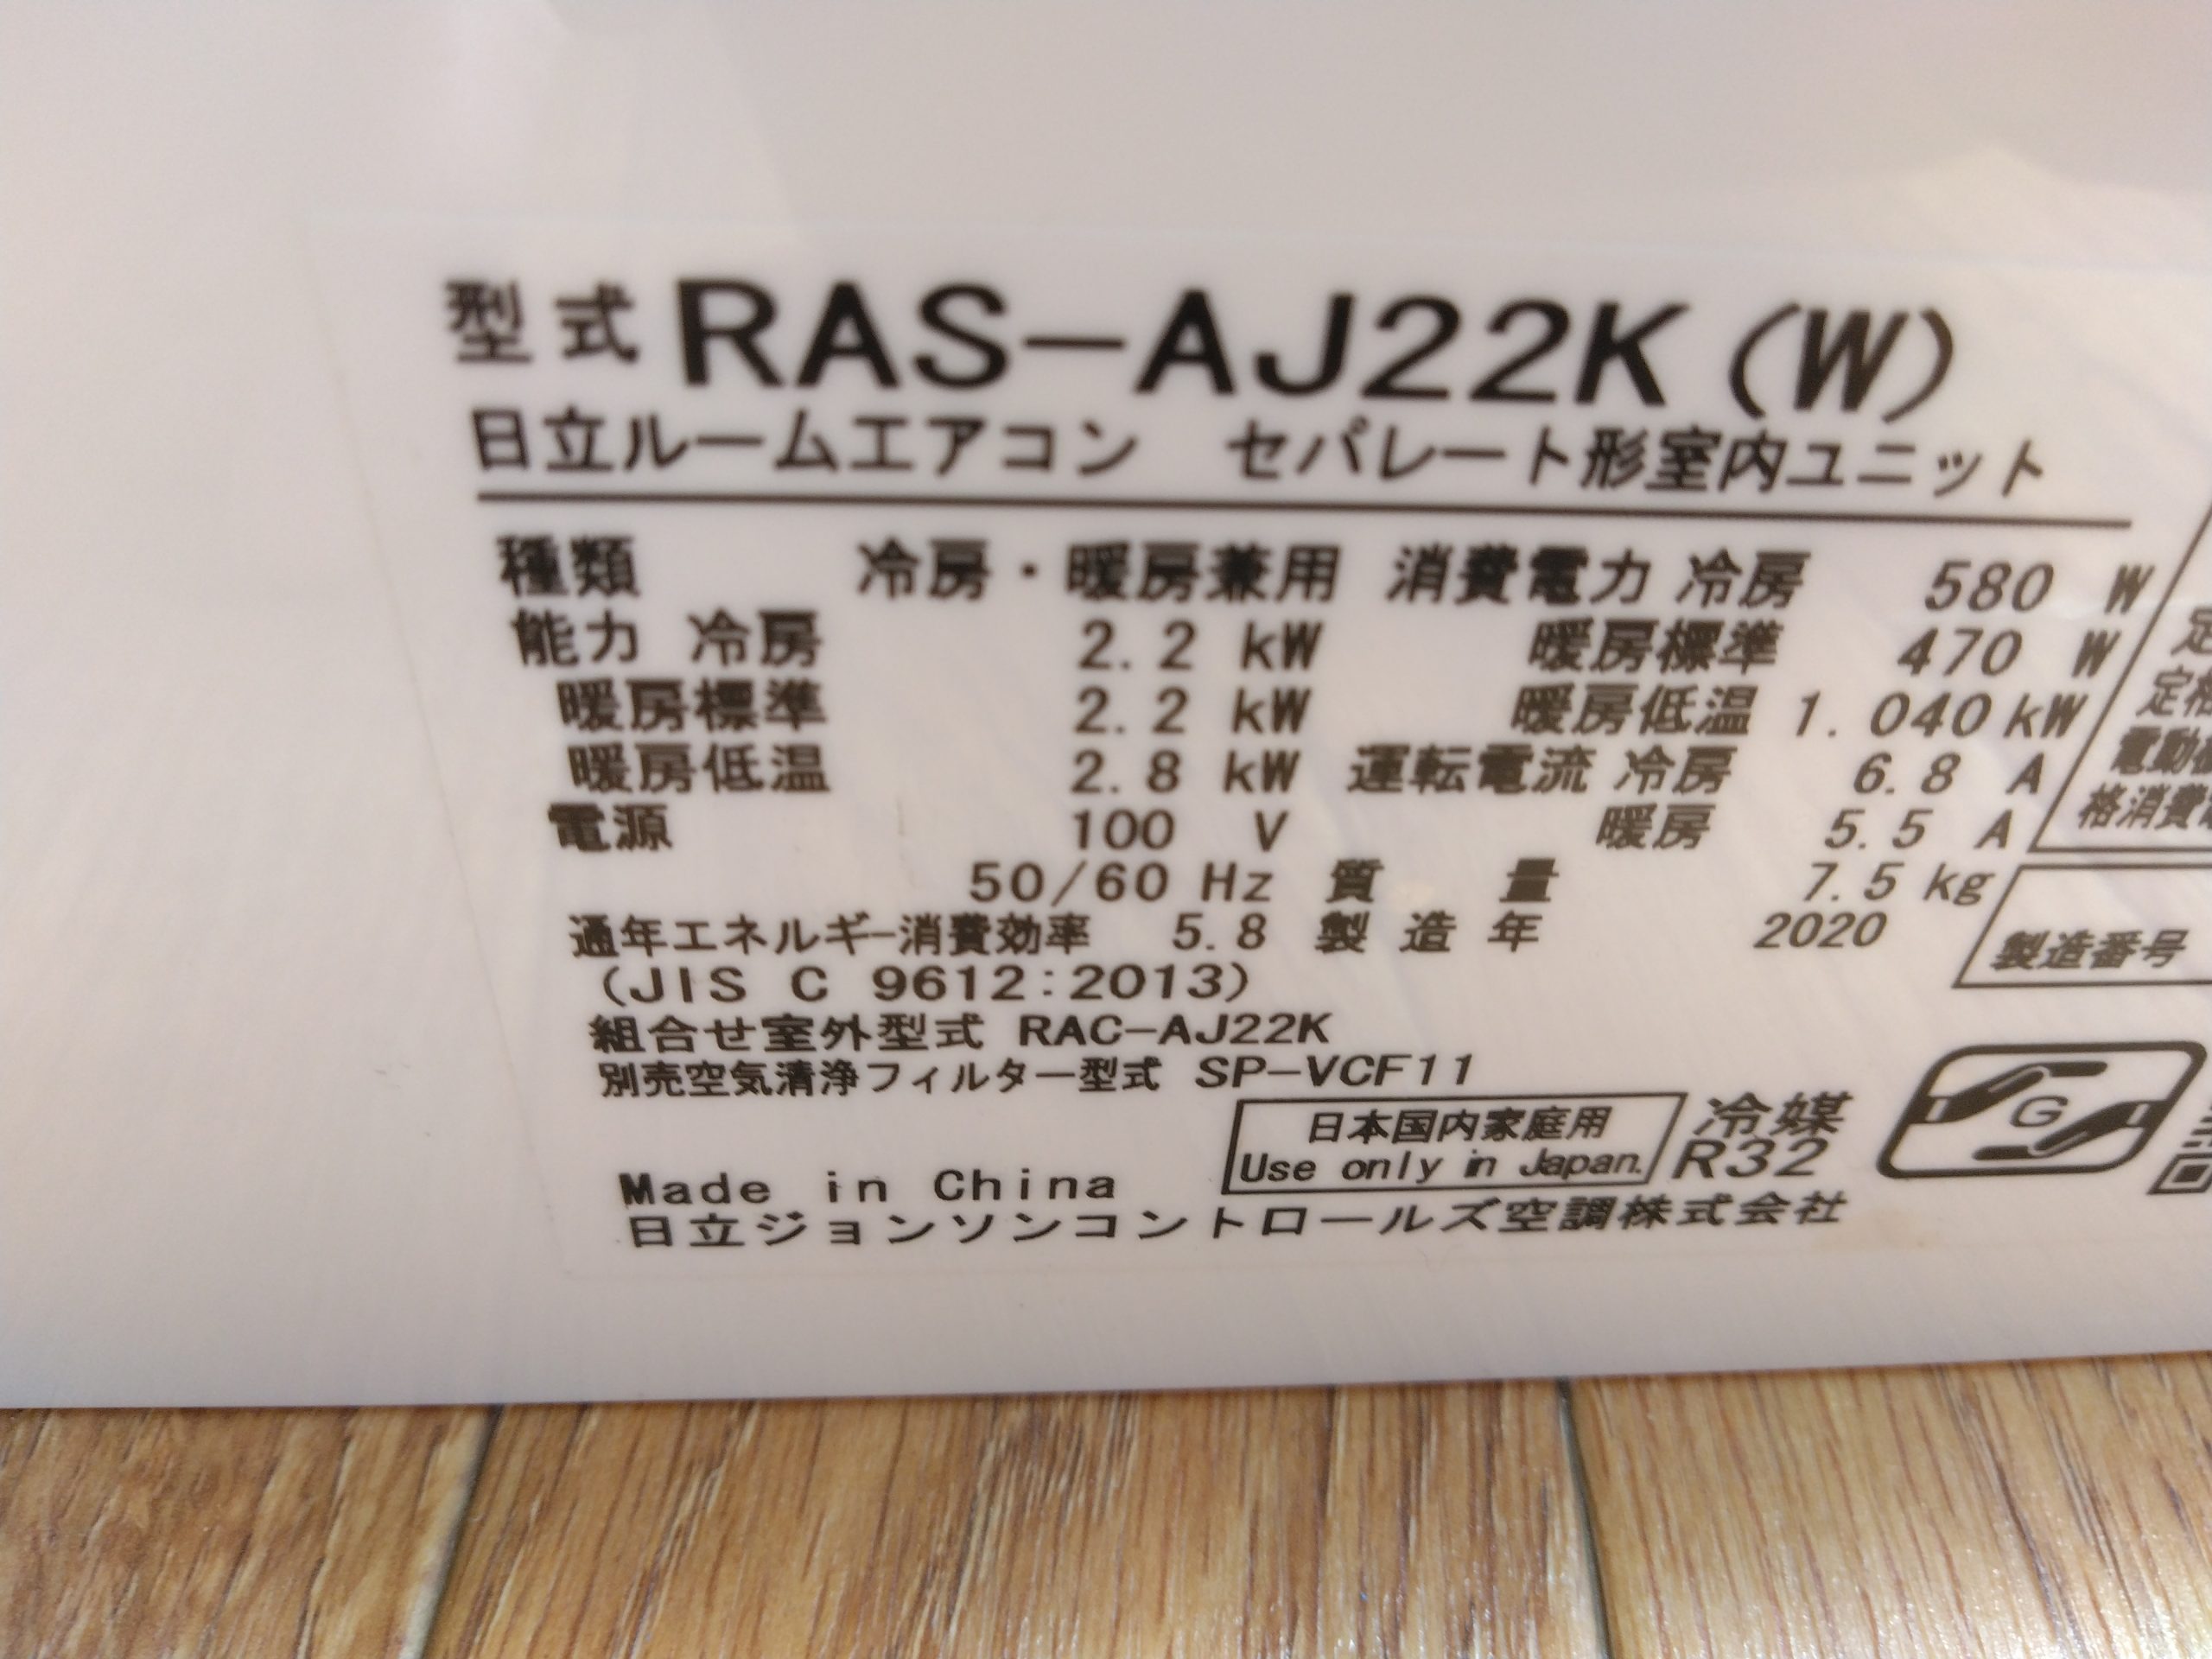 型式 RAS-AJ22K (W)
日立ルームエアコン セパレート形室内ユニット
種類 冷房・暖房兼用 消費電力 冷房 580 W
能力 冷房 2.2 kW 暖房標準 470 W
暖房標準 2.2 kW 暖房低温 1.040 kW
暖房低温 2.8 kW 運転電流 冷房 6.8 A
電源 100 V 暖房 5.5 A
50/60 Hz 質量 7.5 kg
通年エネルギー消費効率 5.8 製造年 2020
(JIS C 9612:2013)
組合せ室外型式 RAC-AJ22K
別売空気清浄フィルター型式 SP-VCF11
日本国内家庭用
Use only in Japan.
冷媒
R32
G
Made in China
日立ジョンソンコントロールズ空調株式会社
製造番号